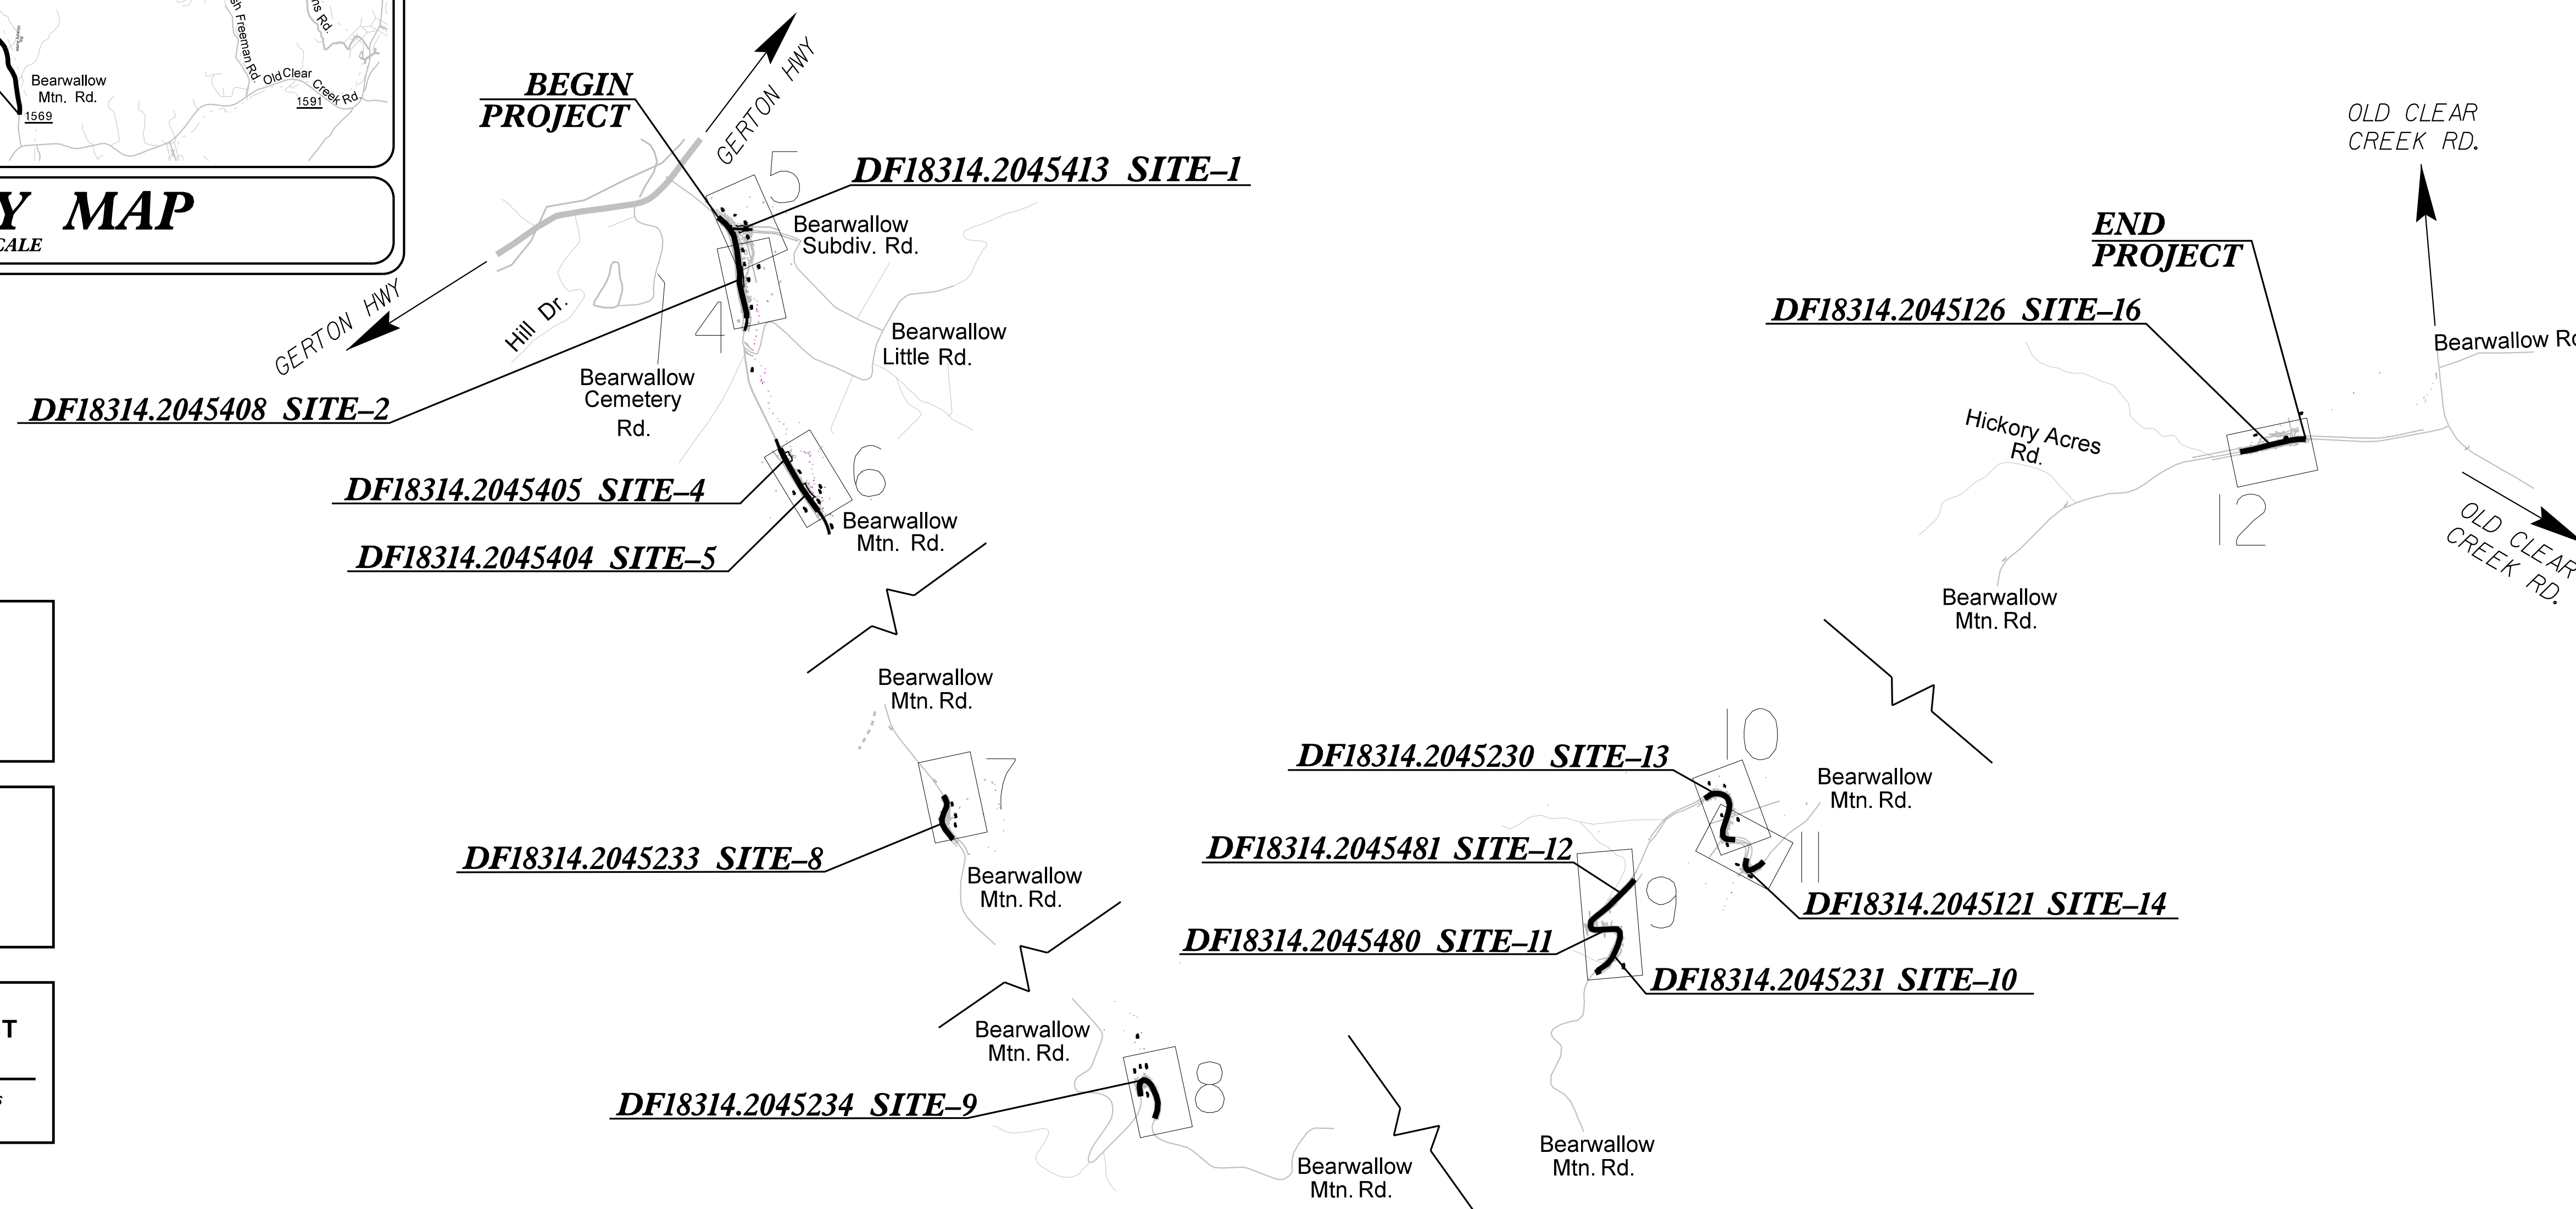 Bearwallow
Mtn. Rd.
1569
Freeman Rd.
Old Clear
Creek Rd.
1591
MAP
BEGIN
PROJECT
GERTON HWY
5
DF18314.2045413 SITE-1
Bearwallow
Subdiv. Rd.
GERTON HWY
Hill Dr.
4
Bearwallow
Little Rd.
Bearwallow
Cemetery
Rd.
DF18314.2045408 SITE-2
6
DF18314.2045405 SITE-4
Bearwallow
Mtn. Rd.
DF18314.2045404 SITE-5
Bearwallow
Mtn. Rd.
7
DF18314.2045233 SITE-8
Bearwallow
Mtn. Rd.
Bearwallow
Mtn. Rd.
8
DF18314.2045234 SITE-9
Bearwallow
Mtn. Rd.
OLD CLEAR
CREEK RD.
END
PROJECT
DF18314.2045126 SITE-16
Bearwallow
Hickory Acres
Rd.
12
OLD CLEAR
CREEK RD.
Bearwallow
Mtn. Rd.
10
DF18314.2045230 SITE-13
Bearwallow
Mtn. Rd.
DF18314.2045481 SITE-12
11
9
DF18314.2045121 SITE-14
DF18314.2045480 SITE-11
DF18314.2045231 SITE-10
Bearwallow
Mtn. Rd.
T